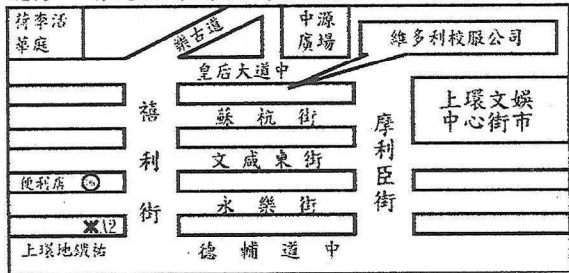 荷李活
華庭
樂古道
中源
廣場
維多利校服公司
皇后大道中
蘇杭街
禧利街
摩利臣街
上環文娛
中心街市
文咸東街
便利店
永樂街
A2
上環地鐵站
德輔道中